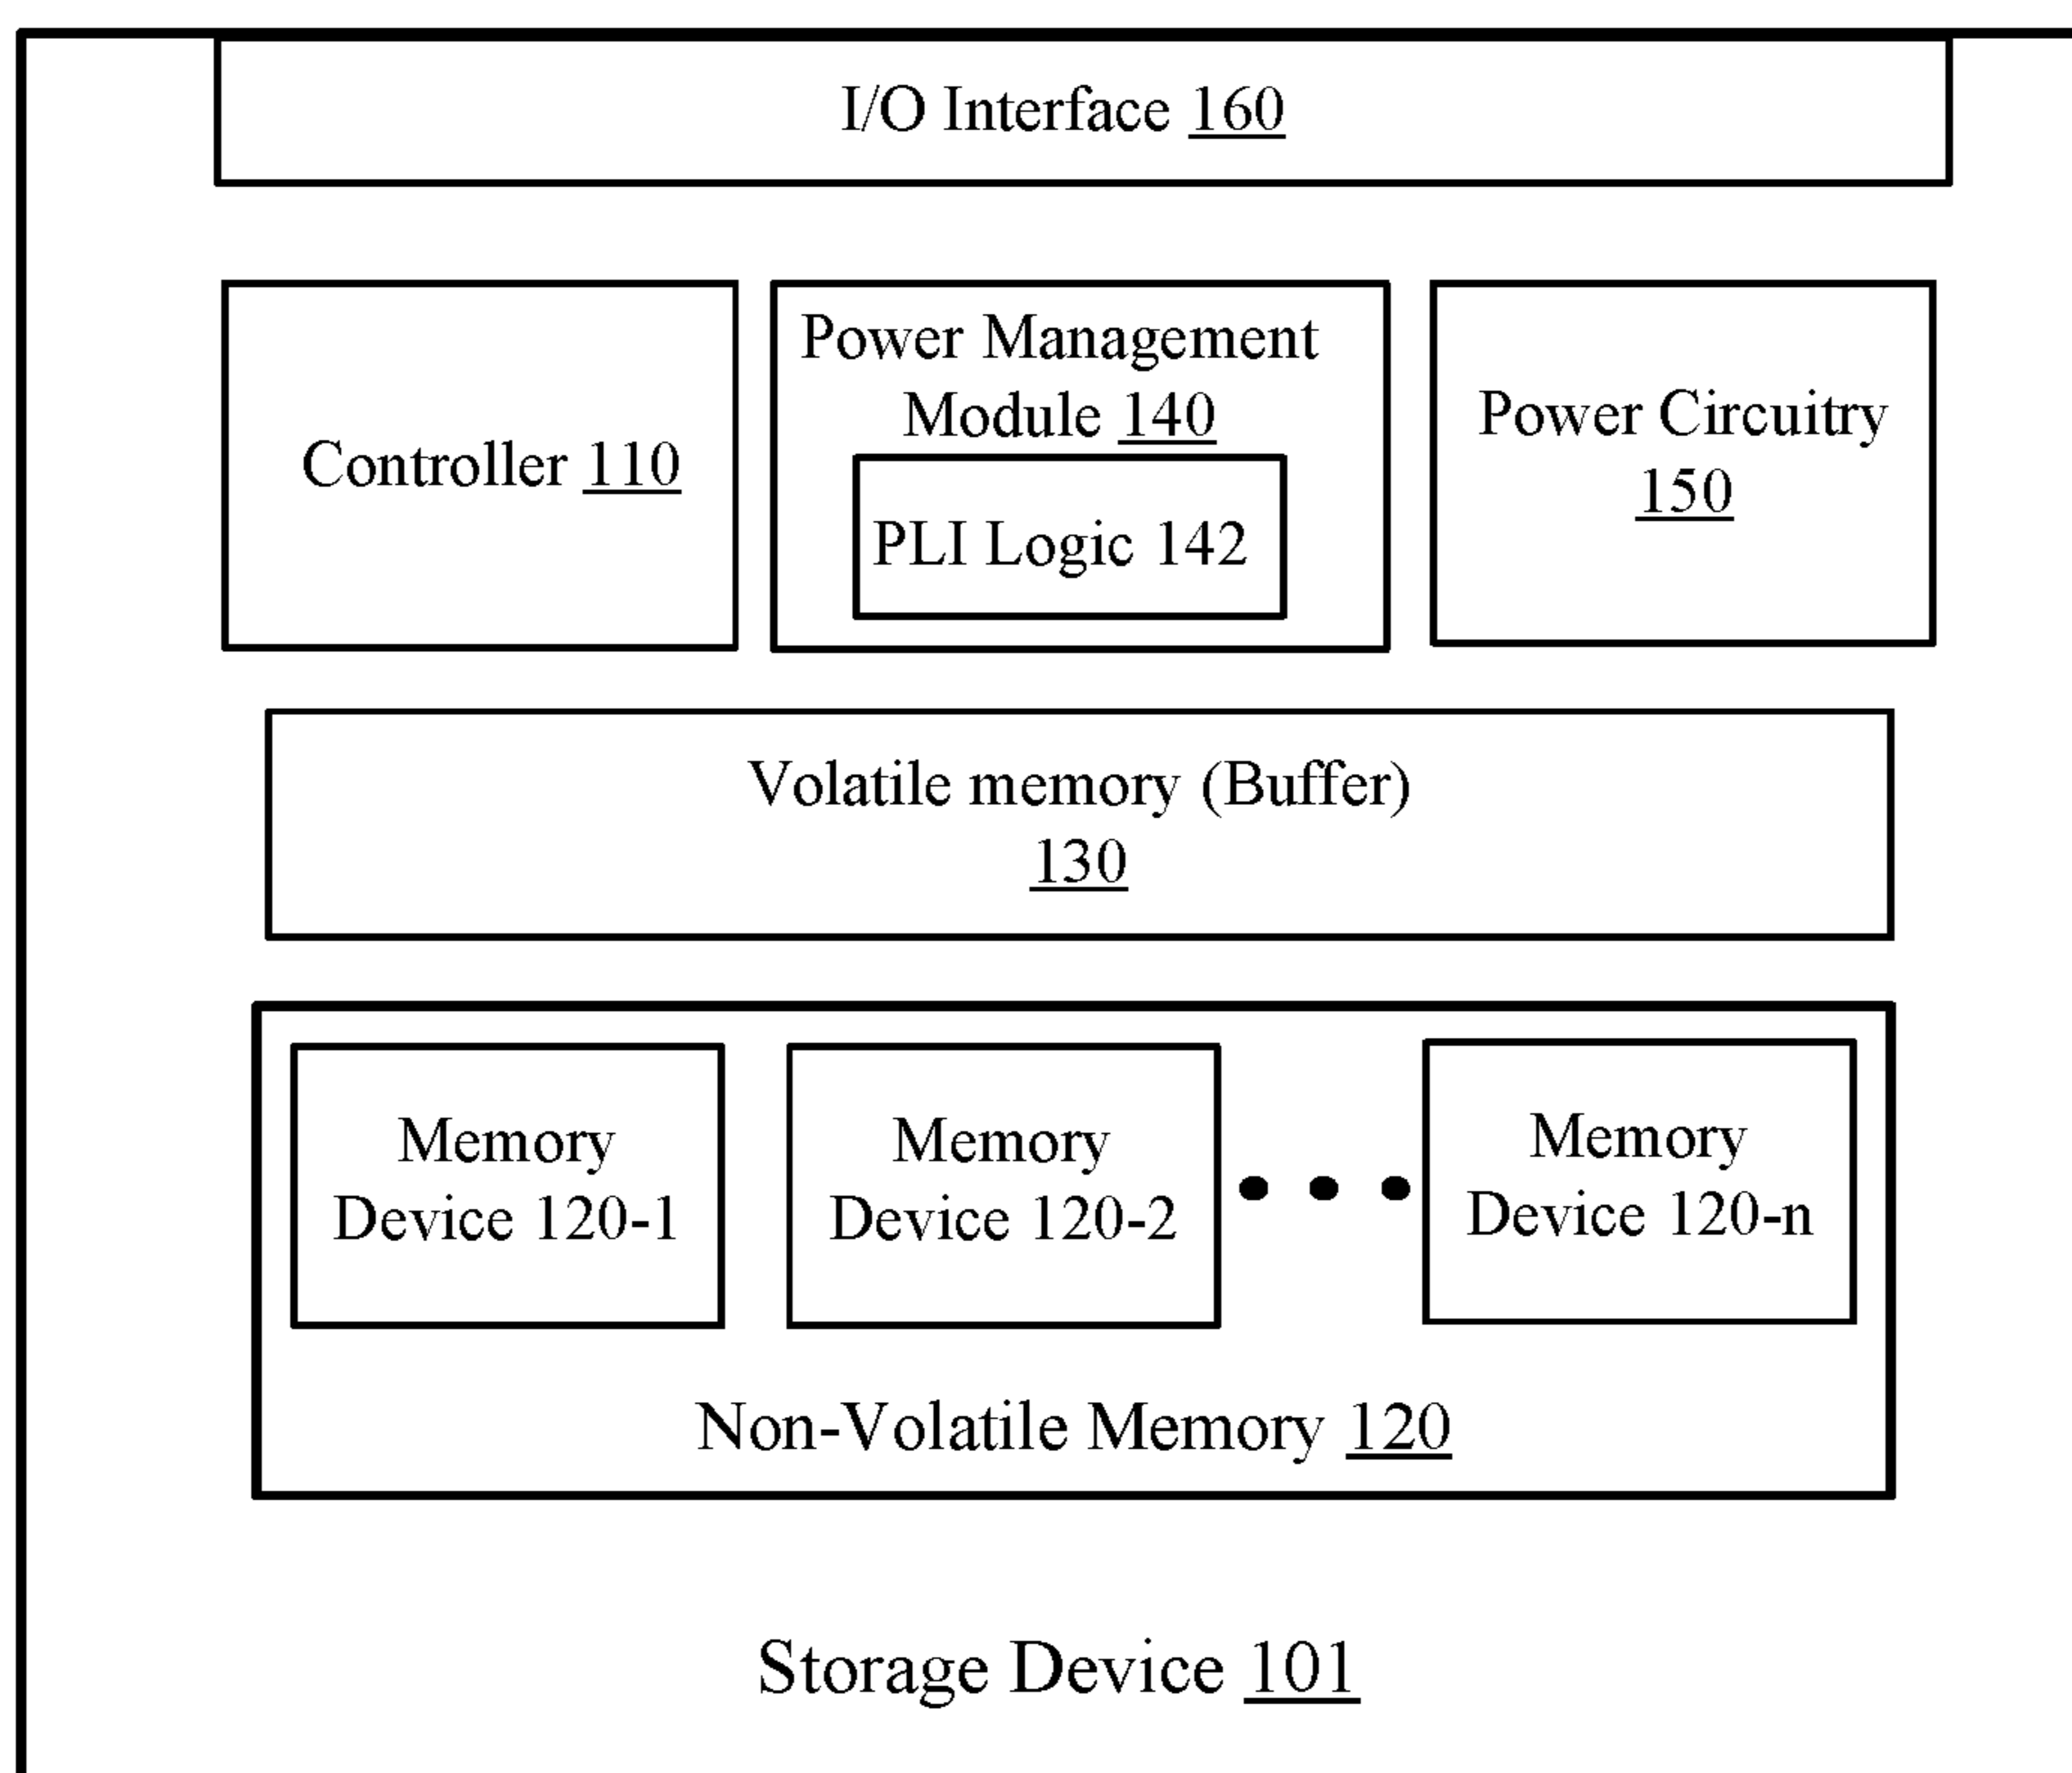 I/O Interface 160
Controller 110
Power Management
Module 140
PLI Logic 142
Power Circuitry
150
Volatile memory (Buffer)
130
Memory
Device 120-1
Memory
Device 120-2
Memory
Device 120-n
Non-Volatile Memory 120
Storage Device 101